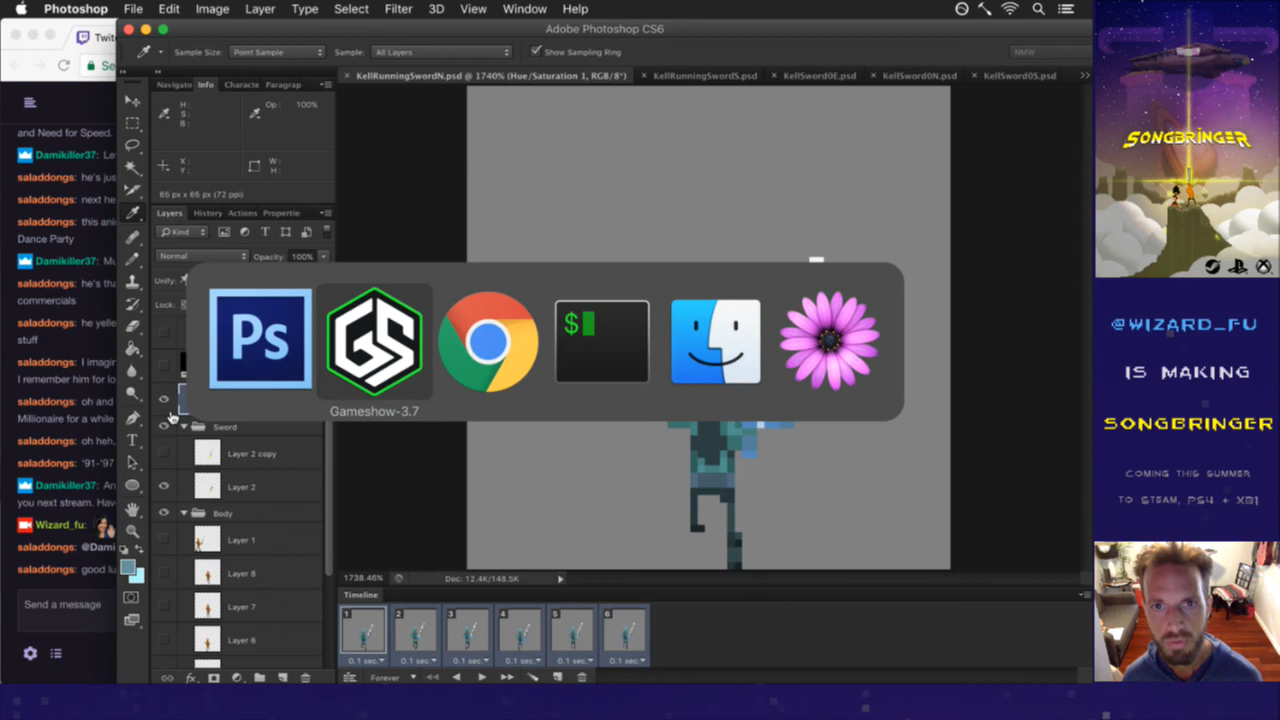 Photoshop File Edit Image Layer Type Select Filter 3D View Window Help
Adobe Photoshop CS6
Sample Size: Point Sample Sample: All Layers Show Sampling Ring
KellRunningSwordN.psd @ 1740% (Hue/Saturation 1, RGB/8*) KellRunningSwordS.psd KellSword0E.psd KellSword0N.psd KellSword0S.psd
Navigato Info Characte Paragrap
H: Op: 100%
S:
B:
X: W:
Y: H:
65 px x 65 px (72 ppi)
Layers History Actions Propertie
Kind
Normal Opacity: 100%
Unify:
Lock:
Sword
Layer 2 copy
Layer 2
Body
Layer 1
Layer 8
Layer 7
Layer 6
Ps
GS
$
Gameshow-3.7
1738.46% Doc: 12.4K/148.5K
Timeline
1 2 3 4 5 6
0.1 sec. 0.1 sec. 0.1 sec. 0.1 sec. 0.1 sec. 0.1 sec.
Forever
Twit
Se
and Need for Speed.
Damikiller37: Le
saladdongs: he's jus
saladdongs: next he
saladdongs: this ani
Dance Party
Damikiller37: Mu
saladdongs: he's tha
commercials
saladdongs: he yelle
stuff
saladdongs: I imagi
I remember him for lo
saladdongs: oh and
Millionaire for a while
saladdongs: oh heh,
saladdongs: '91-'97
Damikiller37: An
you next stream. Hav
Wizard_fu:
saladdongs: @Dami
saladdongs: good lu
Send a message
SONGBRINGER
@WIZARD_FU
IS MAKING
SONGBRINGER
COMING THIS SUMMER
TO STEAM, PS4 + XB1